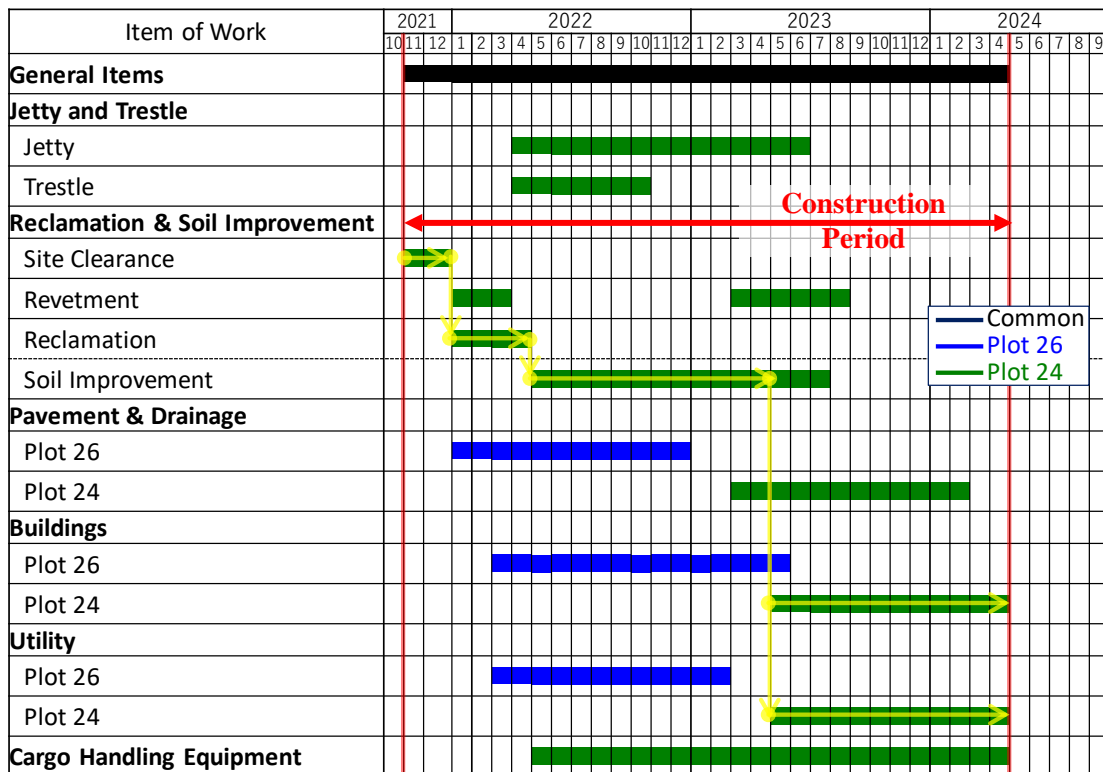 Item of Work 2021 2022 2023 2024
10 11 12 1 2 3 4 5 6 7 8 9 10 11 12 1 2 3 4 5 6 7 8 9 10 11 12 1 2 3 4 5 6 7 8 9
General Items
Jetty and Trestle
Jetty
Trestle
Construction
Reclamation & Soil Improvement
Period
Site Clearance
Revetment
Common
Reclamation
Plot 26
Soil Improvement
Plot 24
Pavement & Drainage
Plot 26
Plot 24
Buildings
Plot 26
Plot 24
Utility
Plot 26
Plot 24
Cargo Handling Equipment